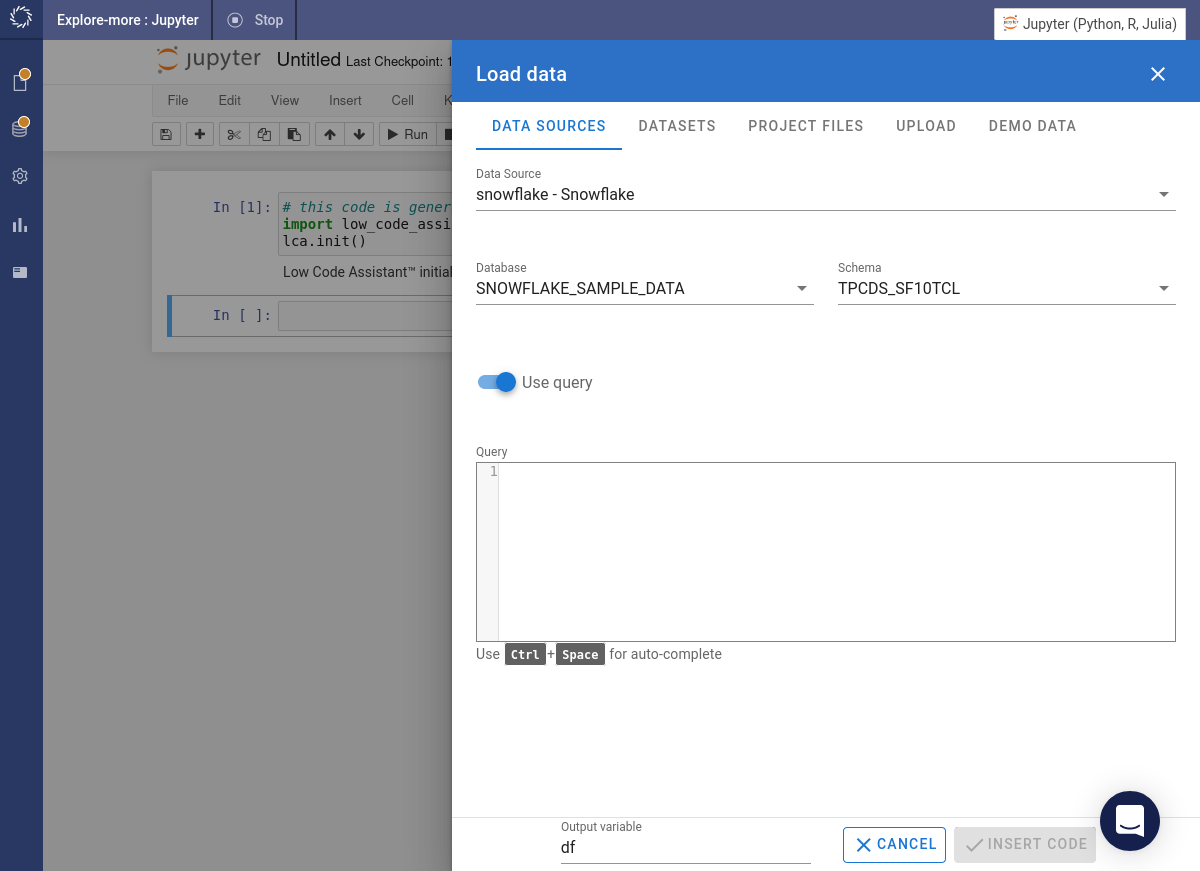 Explore-more : Jupyter
Stop
Jupyter (Python, R, Julia)
jupyter Untitled Last Checkpoint: 1
File Edit View Insert Cell K
Run
In [1]: # this code is gener
import low_code_assi
lca.init()
Low Code Assistant™ initial
In [ ]:
Load data
DATA SOURCES DATASETS PROJECT FILES UPLOAD DEMO DATA
Data Source
snowflake - Snowflake
Database Schema
SNOWFLAKE_SAMPLE_DATA TPCDS_SF10TCL
Use query
Query
1
Use Ctrl + Space for auto-complete
Output variable
df
CANCEL INSERT CODE